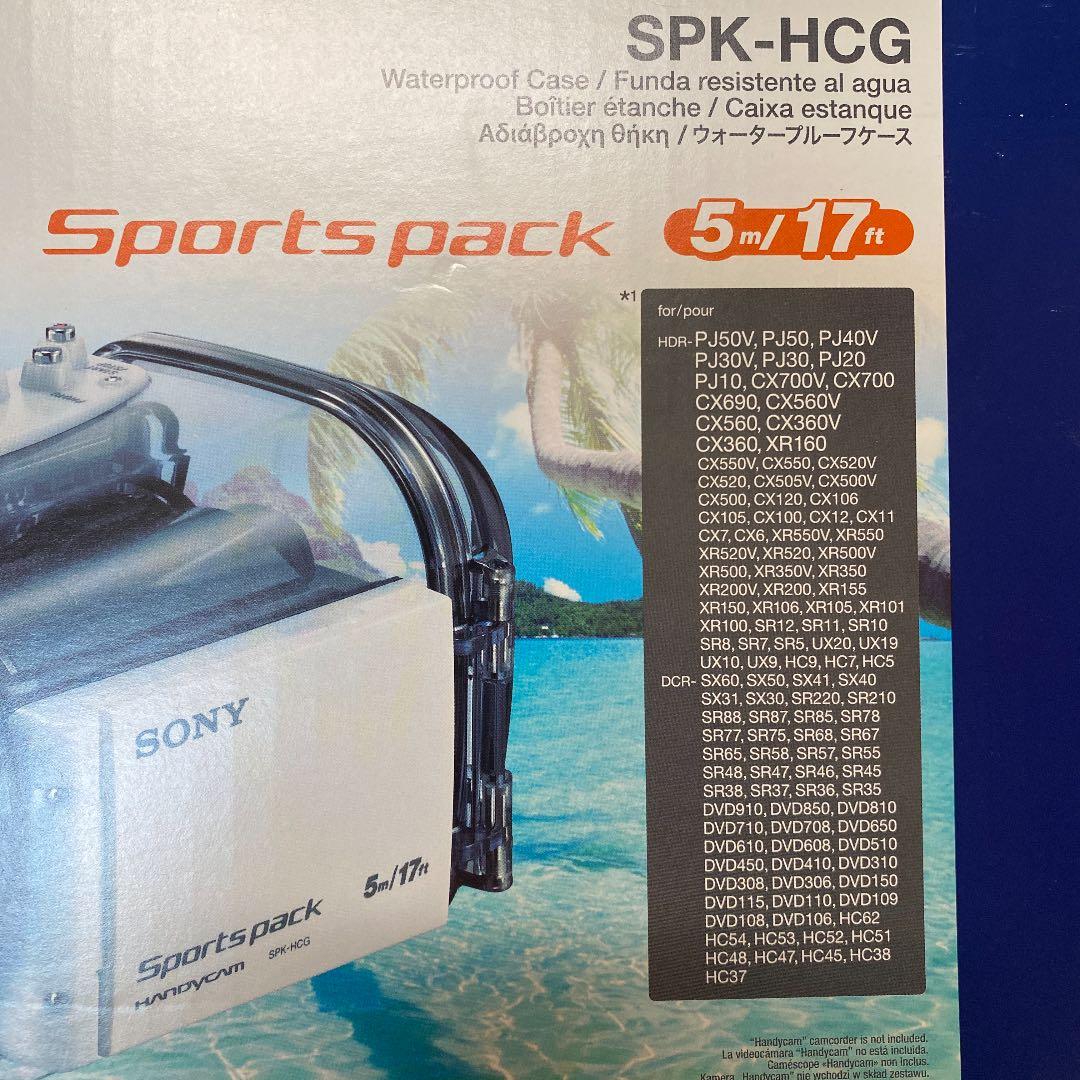 SPK-HCG
Waterproof Case / Funda resistente al agua
Boîtier étanche / Caixa estanque
Αδιάβροχη θήκη / ウォータープルーフケース
Sports pack 5m/17ft
*1
for/pour
HDR- PJ50V, PJ50, PJ40V
PJ30V, PJ30, PJ20
PJ10, CX700V, CX700
CX690, CX560V
CX560, CX360V
CX360, XR160
CX550V, CX550, CX520V
CX520, CX505V, CX500V
CX500, CX120, CX106
CX105, CX100, CX12, CX11
CX7, CX6, XR550V, XR550
XR520V, XR520, XR500V
XR500, XR350V, XR350
XR200V, XR200, XR155
XR150, XR106, XR105, XR101
XR100, SR12, SR11, SR10
SR8, SR7, SR5, UX20, UX19
UX10, UX9, HC9, HC7, HC5
DCR- SX60, SX50, SX41, SX40
SX31, SX30, SR220, SR210
SR88, SR87, SR85, SR78
SR77, SR75, SR68, SR67
SR65, SR58, SR57, SR55
SR48, SR47, SR46, SR45
SR38, SR37, SR36, SR35
DVD910, DVD850, DVD810
DVD710, DVD708, DVD650
DVD610, DVD608, DVD510
DVD450, DVD410, DVD310
DVD308, DVD306, DVD150
DVD115, DVD110, DVD109
DVD108, DVD106, HC62
HC54, HC53, HC52, HC51
HC48, HC47, HC45, HC38
HC37
SONY
5m/17ft
Sports pack
HANDYCAM SPK-HCG
"Handycam" camcorder is not included.
La videocámara "Handycam" no está incluida.
Caméscope «Handycam» non inclus.
Kamera „Handycam” nie wchodzi w skład zestawu.